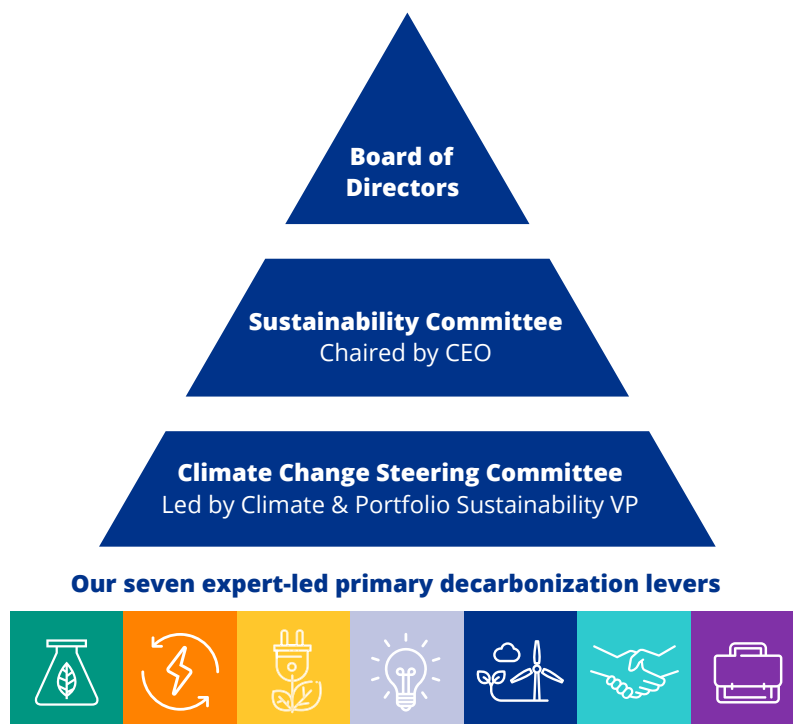 Board of
Directors
Sustainability Committee
Chaired by CEO
Climate Change Steering Committee
Led by Climate & Portfolio Sustainability VP
Our seven expert-led primary decarbonization levers